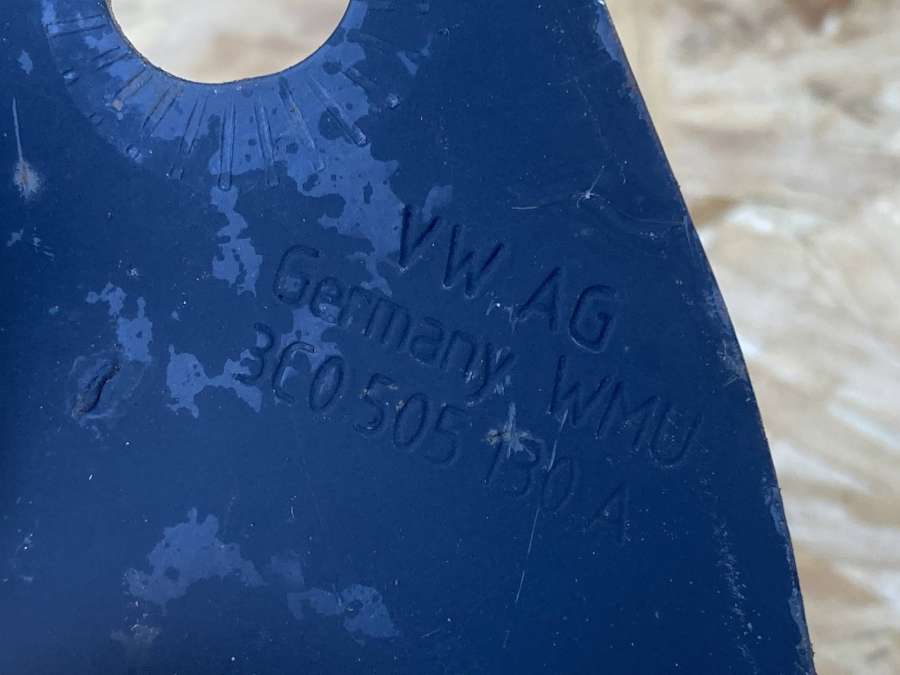 VW AG
Germany WMU
3C0.505.130.A